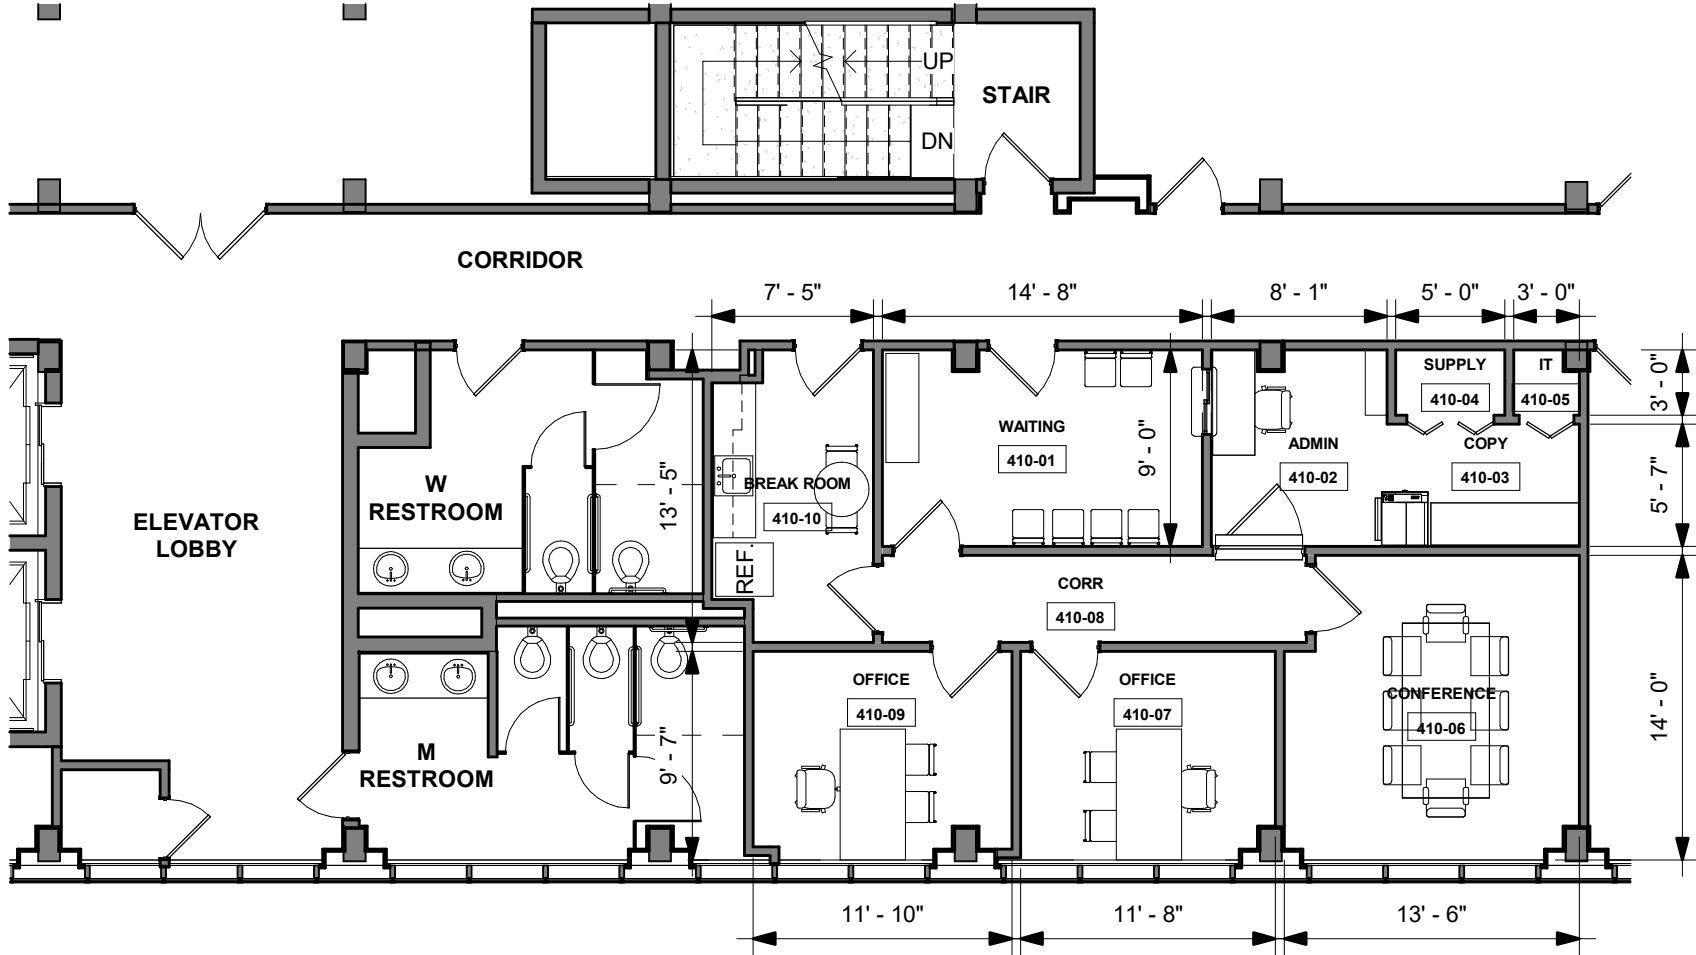 UP
STAIR
DN
CORRIDOR
7' - 5"
14' - 8"
8' - 1"
5' - 0"
3' - 0"
SUPPLY
410-04
IT
410-05
3' - 0"
WAITING
410-01
9' - 0"
ADMIN
410-02
COPY
410-03
5' - 7"
W
RESTROOM
13' - 5"
BREAK ROOM
410-10
REF.
ELEVATOR
LOBBY
CORR
410-08
OFFICE
410-09
OFFICE
410-07
CONFERENCE
410-06
14' - 0"
M
RESTROOM
9' - 7"
11' - 10"
11' - 8"
13' - 6"